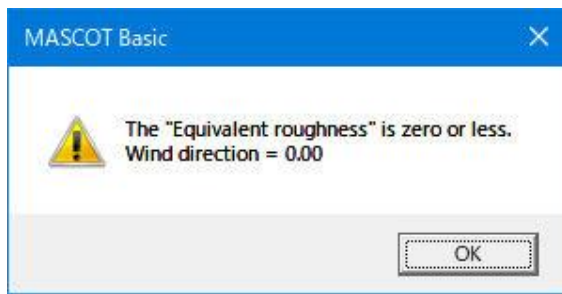 MASCOT Basic
The "Equivalent roughness" is zero or less.
Wind direction = 0.00
OK